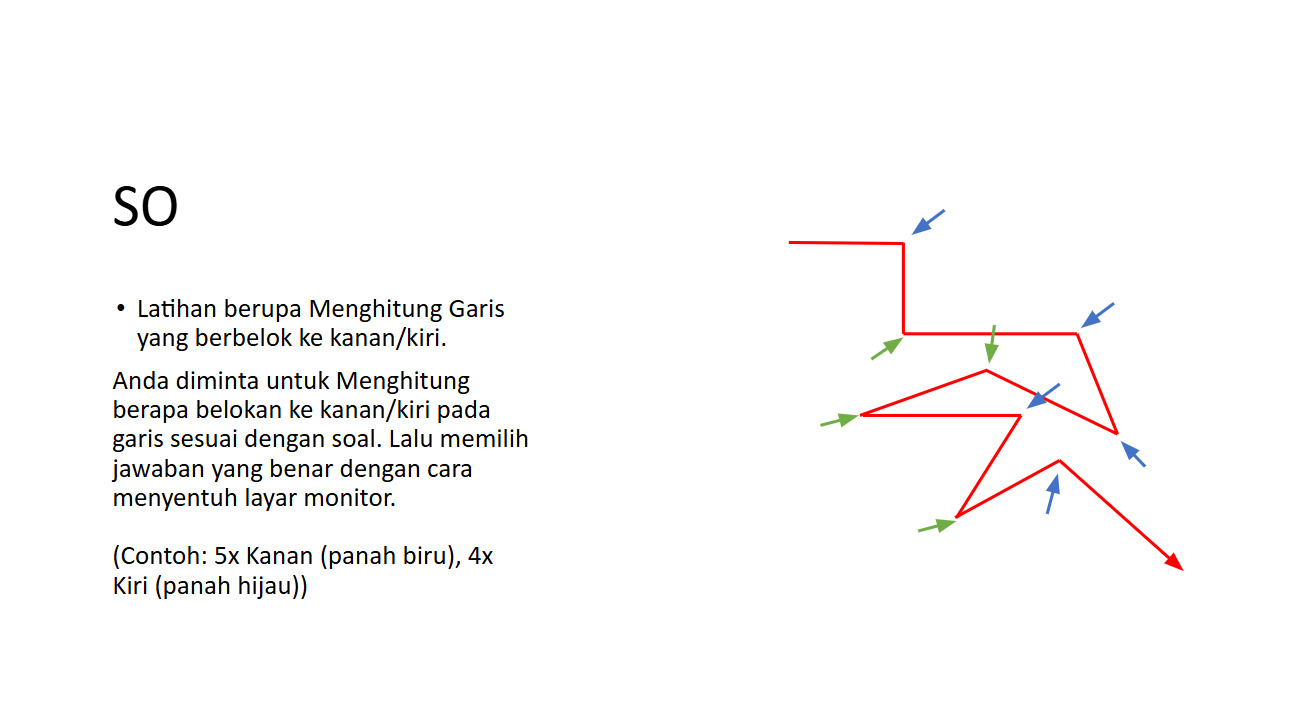 SO
• Latihan berupa Menghitung Garis
yang berbelok ke kanan/kiri.
Anda diminta untuk Menghitung
berapa belokan ke kanan/kiri pada
garis sesuai dengan soal. Lalu memilih
jawaban yang benar dengan cara
menyentuh layar monitor.
(Contoh: 5x Kanan (panah biru), 4x
Kiri (panah hijau))